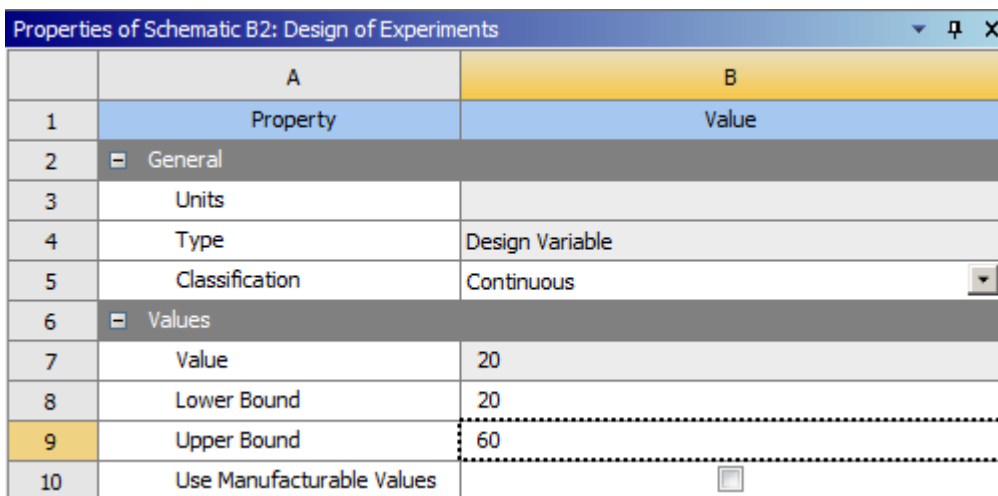 Properties of Schematic B2: Design of Experiments
A B
1 Property Value
2 General
3 Units
4 Type Design Variable
5 Classification Continuous
6 Values
7 Value 20
8 Lower Bound 20
9 Upper Bound 60
10 Use Manufacturable Values